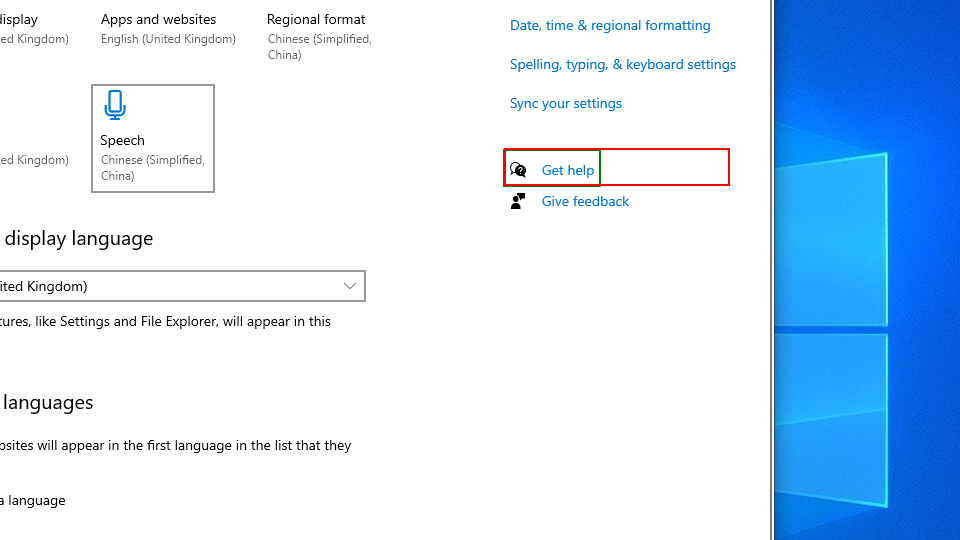 display
ted Kingdom)
Apps and websites
English (United Kingdom)
Regional format
Chinese (Simplified,
China)
ted Kingdom)
Speech
Chinese (Simplified,
China)
display language
ited Kingdom)
tures, like Settings and File Explorer, will appear in this
languages
bsites will appear in the first language in the list that they
a language
Date, time & regional formatting
Spelling, typing, & keyboard settings
Sync your settings
Get help
Give feedback